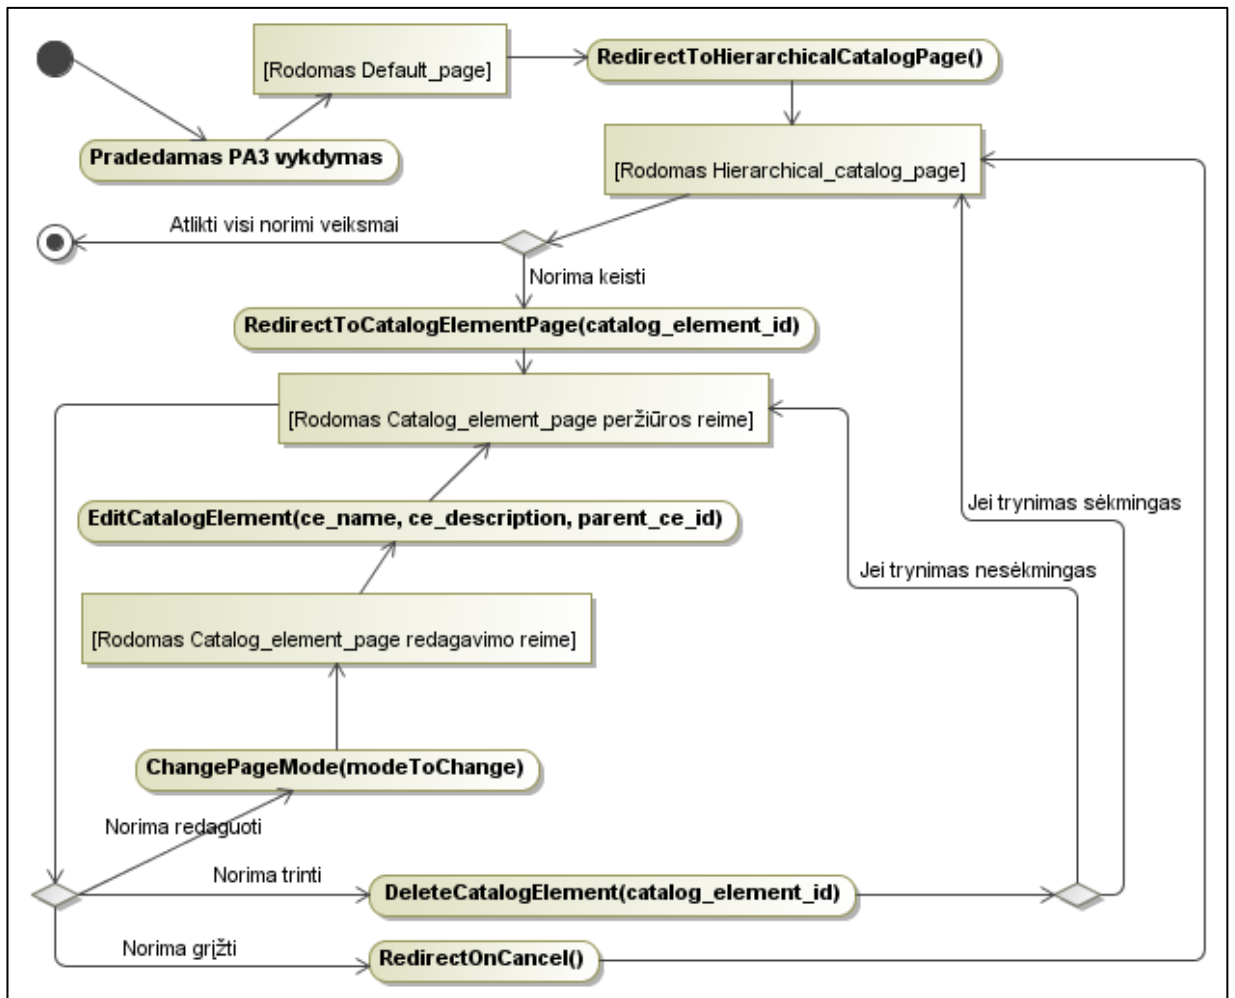 [Rodomas Default_page]
RedirectToHierarchicalCatalogPage()
Pradedamas PA3 vykdymas
[Rodomas Hierarchical_catalog_page]
Atlikti visi norimi veiksmai
Norima keisti
RedirectToCatalogElementPage(catalog_element_id)
[Rodomas Catalog_element_page peržiūros reime]
EditCatalogElement(ce_name, ce_description, parent_ce_id)
Jei trynimas sėkmingas
Jei trynimas nesėkmingas
[Rodomas Catalog_element_page redagavimo reime]
ChangePageMode(modeToChange)
Norima redaguoti
Norima trinti
DeleteCatalogElement(catalog_element_id)
Norima grįžti
RedirectOnCancel()